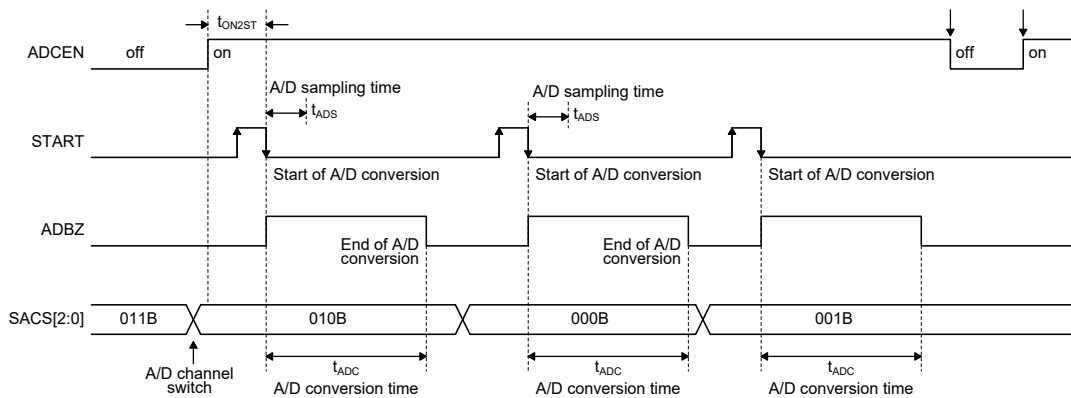 tON2ST
ADCEN
off
on
off
on
A/D sampling time
tADS
A/D sampling time
tADS
START
Start of A/D conversion
Start of A/D conversion
Start of A/D conversion
ADBZ
End of A/D
conversion
End of A/D
conversion
SACS[2:0]
011B
010B
000B
001B
A/D channel
switch
tADC
A/D conversion time
tADC
A/D conversion time
tADC
A/D conversion time